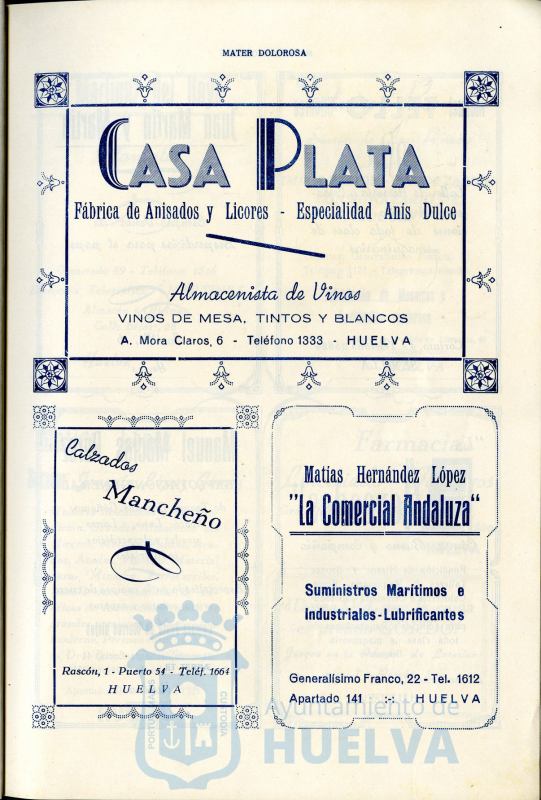 MATER DOLOROSA
CASA PLATA
Fábrica de Anisados y Licores - Especialidad Anís Dulce
Almacenista de Vinos
VINOS DE MESA, TINTOS Y BLANCOS
A. Mora Claros, 6 - Teléfono 1333 - HUELVA
Calzados
Mancheño
Rascón, 1 - Puerto 54 - Teléf. 1664
HUELVA
Matías Hernández López
"La Comercial Andaluza"
Suministros Marítimos e
Industriales-Lubrificantes
Generalísimo Franco, 22 - Tel. 1612
Apartado 141 -:- HUELVA
Ayuntamiento de
HUELVA